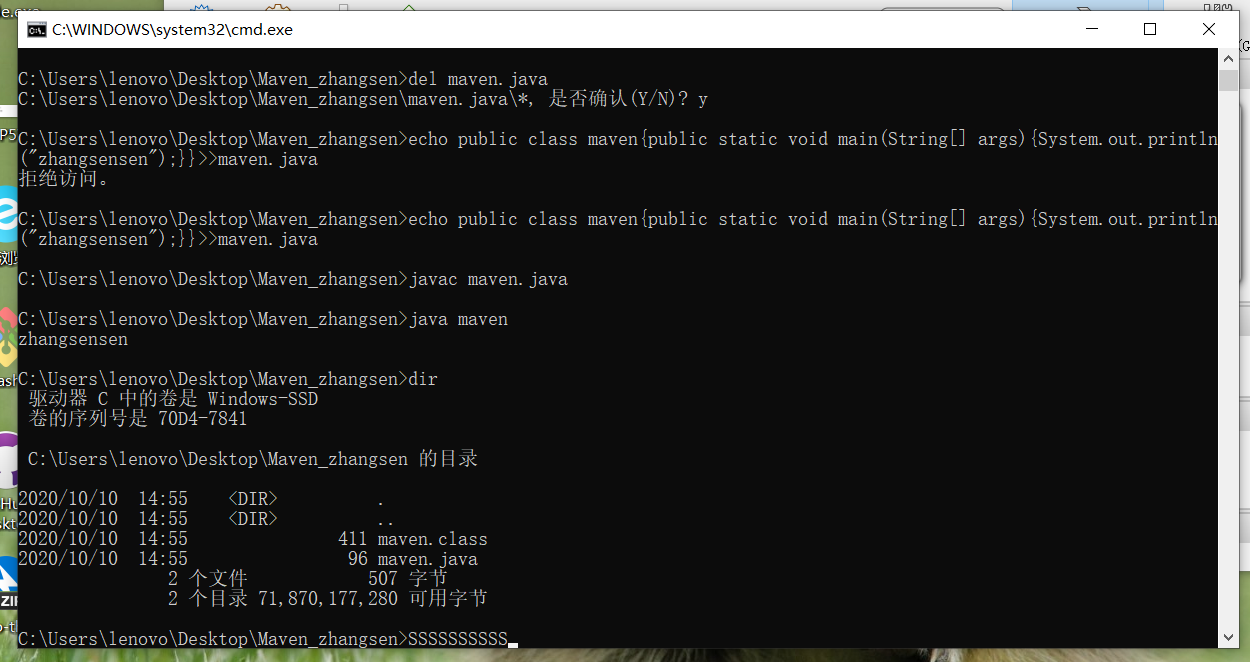 C:\WINDOWS\system32\cmd.exe
C:\Users\lenovo\Desktop\Maven_zhangsen>del maven.java
C:\Users\lenovo\Desktop\Maven_zhangsen\maven.java\*, 是否确认(Y/N)? y
C:\Users\lenovo\Desktop\Maven_zhangsen>echo public class maven{public static void main(String[] args){System.out.println
("zhangsensen");}}>>maven.java
拒绝访问。
C:\Users\lenovo\Desktop\Maven_zhangsen>echo public class maven{public static void main(String[] args){System.out.println
("zhangsensen");}}>>maven.java
C:\Users\lenovo\Desktop\Maven_zhangsen>javac maven.java
C:\Users\lenovo\Desktop\Maven_zhangsen>java maven
zhangsensen
C:\Users\lenovo\Desktop\Maven_zhangsen>dir
驱动器 C 中的卷是 Windows-SSD
卷的序列号是 70D4-7841
C:\Users\lenovo\Desktop\Maven_zhangsen 的目录
2020/10/10  14:55    <DIR>          .
2020/10/10  14:55    <DIR>          ..
2020/10/10  14:55               411 maven.class
2020/10/10  14:55                96 maven.java
2 个文件            507 字节
2 个目录 71,870,177,280 可用字节
C:\Users\lenovo\Desktop\Maven_zhangsen>SSSSSSSSSS